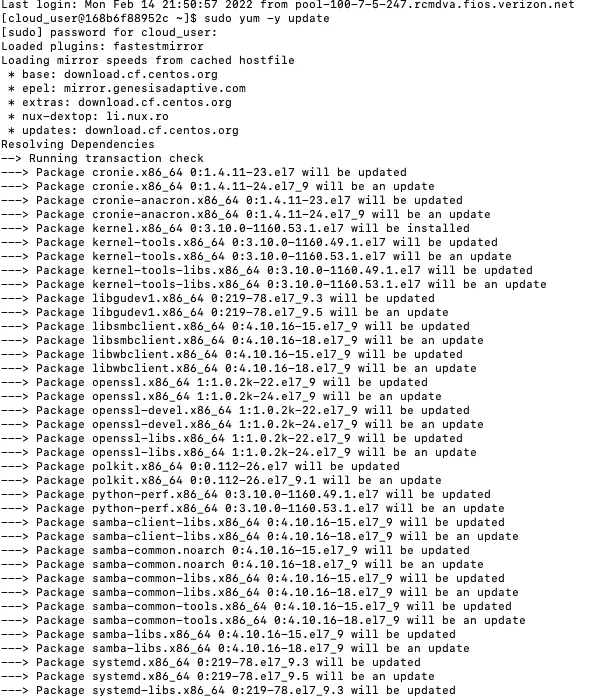 Last login: Mon Feb 14 21:50:57 2022 from pool-100-7-5-247.rcmdva.fios.verizon.net
[cloud_user@168b6f88952c ~]$ sudo yum -y update
[sudo] password for cloud_user:
Loaded plugins: fastestmirror
Loading mirror speeds from cached hostfile
 * base: download.cf.centos.org
 * epel: mirror.genesisadaptive.com
 * extras: download.cf.centos.org
 * nux-dextop: li.nux.ro
 * updates: download.cf.centos.org
Resolving Dependencies
--> Running transaction check
---> Package cronie.x86_64 0:1.4.11-23.el7 will be updated
---> Package cronie.x86_64 0:1.4.11-24.el7_9 will be an update
---> Package cronie-anacron.x86_64 0:1.4.11-23.el7 will be updated
---> Package cronie-anacron.x86_64 0:1.4.11-24.el7_9 will be an update
---> Package kernel.x86_64 0:3.10.0-1160.53.1.el7 will be installed
---> Package kernel-tools.x86_64 0:3.10.0-1160.49.1.el7 will be updated
---> Package kernel-tools.x86_64 0:3.10.0-1160.53.1.el7 will be an update
---> Package kernel-tools-libs.x86_64 0:3.10.0-1160.49.1.el7 will be updated
---> Package kernel-tools-libs.x86_64 0:3.10.0-1160.53.1.el7 will be an update
---> Package libgudev1.x86_64 0:219-78.el7_9.3 will be updated
---> Package libgudev1.x86_64 0:219-78.el7_9.5 will be an update
---> Package libsmbclient.x86_64 0:4.10.16-15.el7_9 will be updated
---> Package libsmbclient.x86_64 0:4.10.16-18.el7_9 will be an update
---> Package libwbclient.x86_64 0:4.10.16-15.el7_9 will be updated
---> Package libwbclient.x86_64 0:4.10.16-18.el7_9 will be an update
---> Package openssl.x86_64 1:1.0.2k-22.el7_9 will be updated
---> Package openssl.x86_64 1:1.0.2k-24.el7_9 will be an update
---> Package openssl-devel.x86_64 1:1.0.2k-22.el7_9 will be updated
---> Package openssl-devel.x86_64 1:1.0.2k-24.el7_9 will be an update
---> Package openssl-libs.x86_64 1:1.0.2k-22.el7_9 will be updated
---> Package openssl-libs.x86_64 1:1.0.2k-24.el7_9 will be an update
---> Package polkit.x86_64 0:0.112-26.el7 will be updated
---> Package polkit.x86_64 0:0.112-26.el7_9.1 will be an update
---> Package python-perf.x86_64 0:3.10.0-1160.49.1.el7 will be updated
---> Package python-perf.x86_64 0:3.10.0-1160.53.1.el7 will be an update
---> Package samba-client-libs.x86_64 0:4.10.16-15.el7_9 will be updated
---> Package samba-client-libs.x86_64 0:4.10.16-18.el7_9 will be an update
---> Package samba-common.noarch 0:4.10.16-15.el7_9 will be updated
---> Package samba-common.noarch 0:4.10.16-18.el7_9 will be an update
---> Package samba-common-libs.x86_64 0:4.10.16-15.el7_9 will be updated
---> Package samba-common-libs.x86_64 0:4.10.16-18.el7_9 will be an update
---> Package samba-common-tools.x86_64 0:4.10.16-15.el7_9 will be updated
---> Package samba-common-tools.x86_64 0:4.10.16-18.el7_9 will be an update
---> Package samba-libs.x86_64 0:4.10.16-15.el7_9 will be updated
---> Package samba-libs.x86_64 0:4.10.16-18.el7_9 will be an update
---> Package systemd.x86_64 0:219-78.el7_9.3 will be updated
---> Package systemd.x86_64 0:219-78.el7_9.5 will be an update
---> Package systemd-libs.x86_64 0:219-78.el7_9.3 will be updated